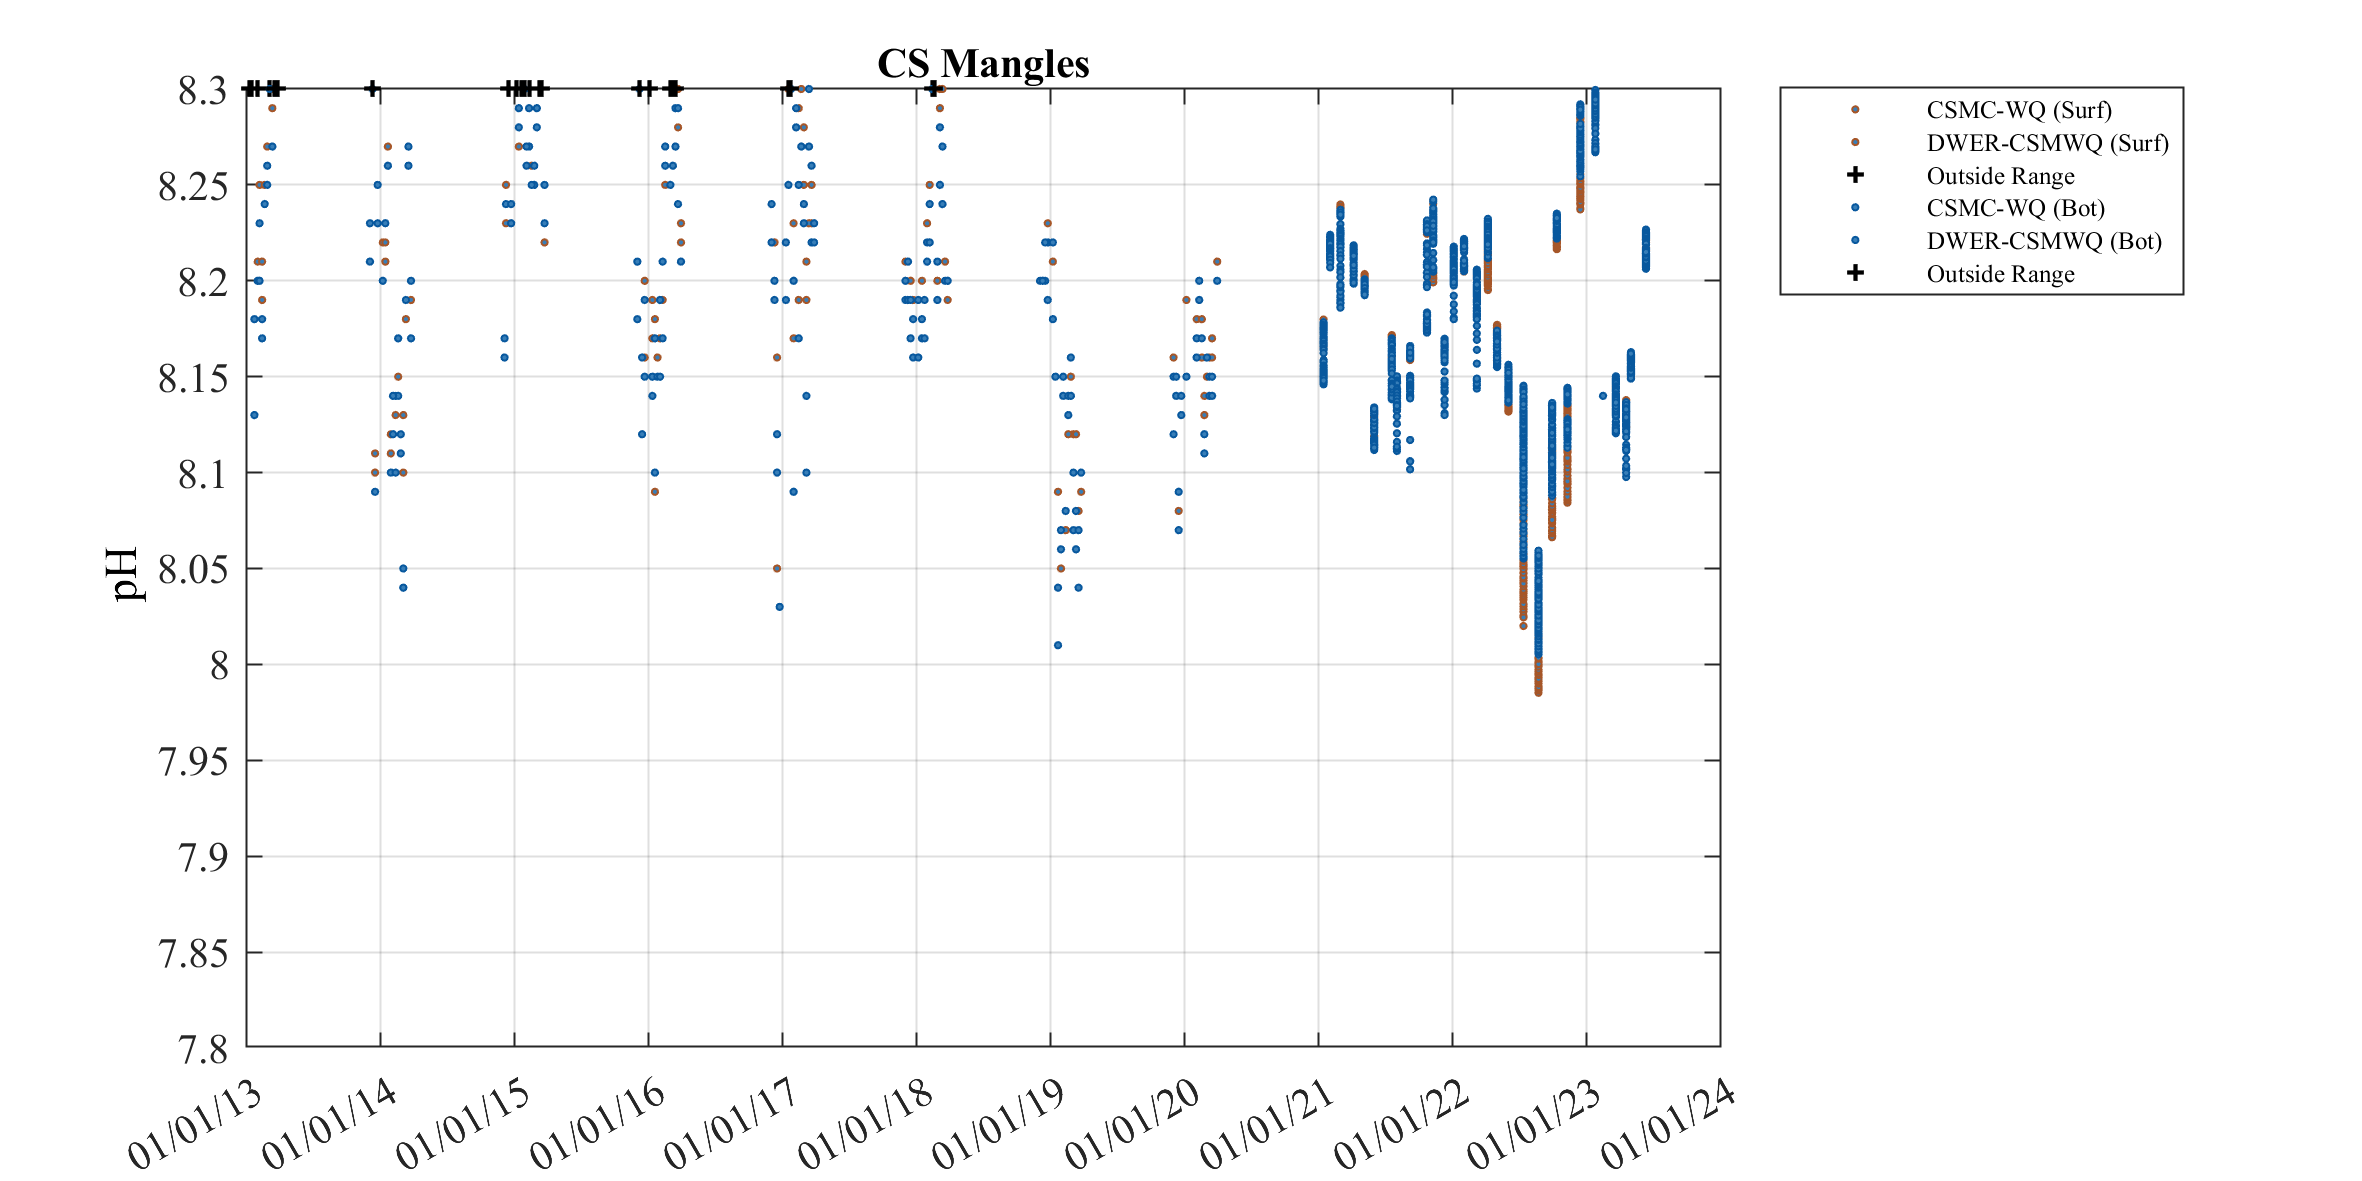 CS Mangles
8.3
8.25
8.2
8.15
8.1
8.05
8
7.95
7.9
7.85
7.8
pH
01/01/13
01/01/14
01/01/15
01/01/16
01/01/17
01/01/18
01/01/19
01/01/20
01/01/21
01/01/22
01/01/23
01/01/24
CSMC-WQ (Surf)
DWER-CSMWQ (Surf)
Outside Range
CSMC-WQ (Bot)
DWER-CSMWQ (Bot)
Outside Range